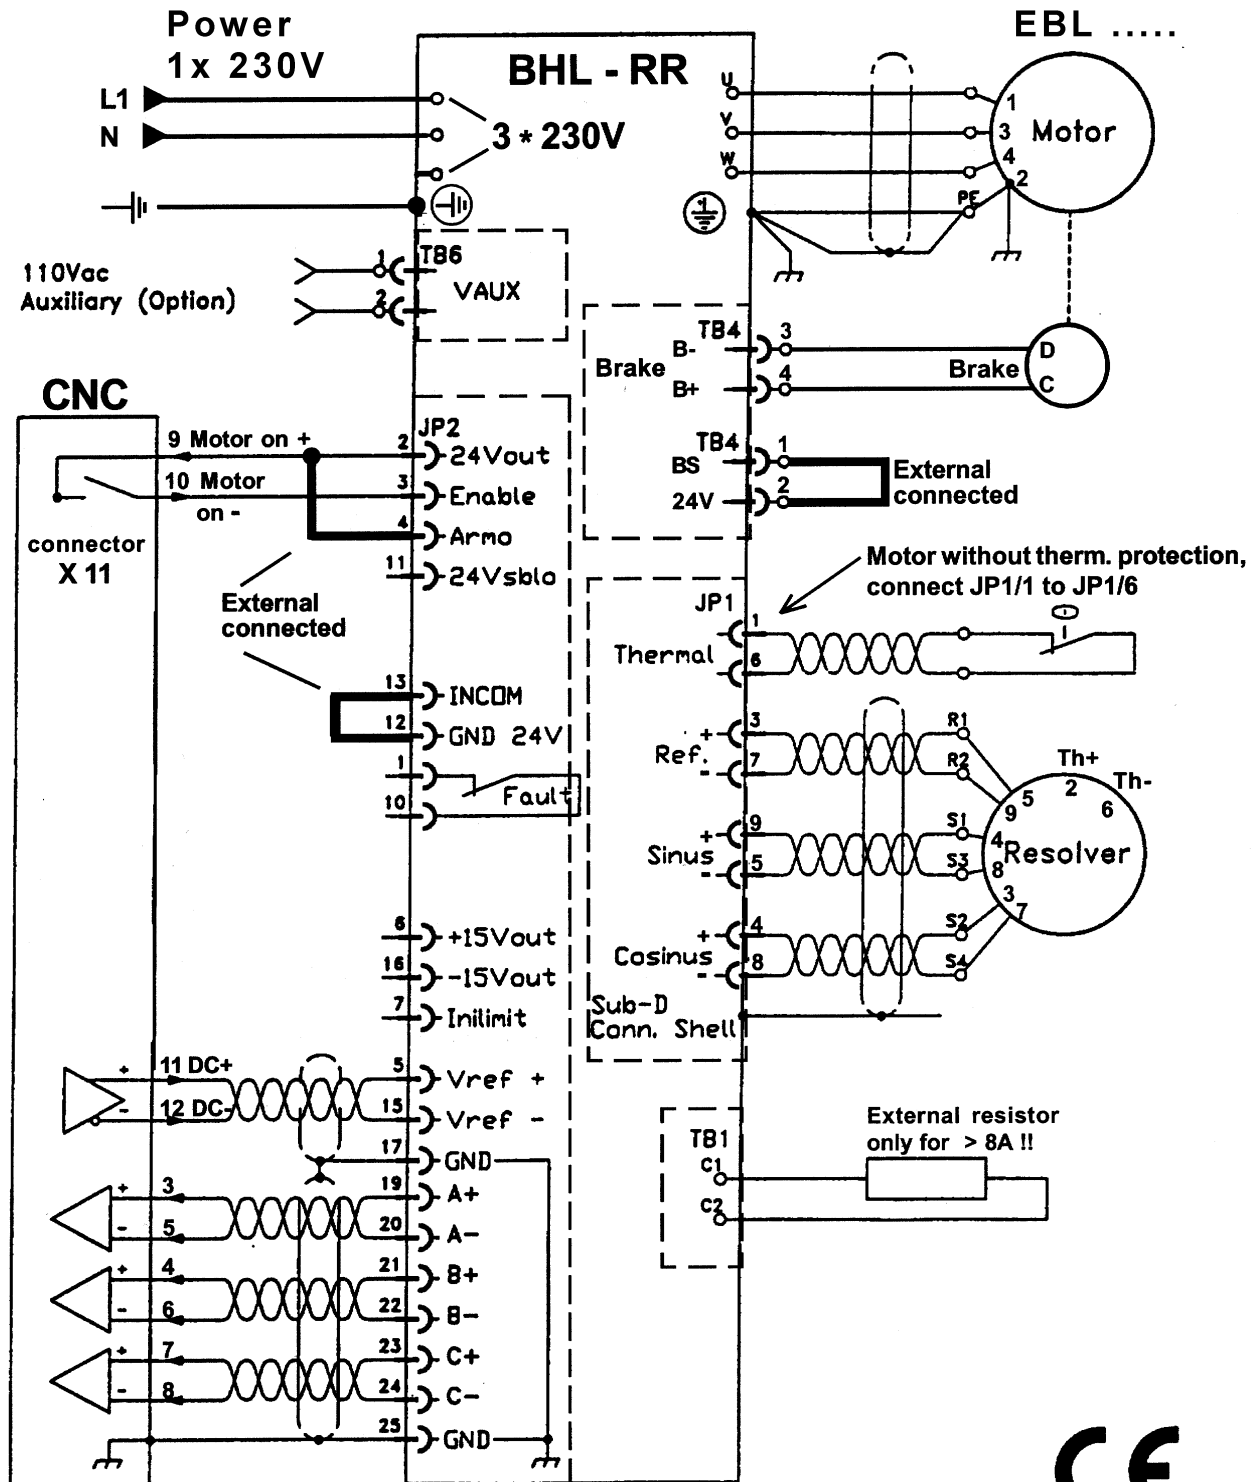 Power
1x 230V
EBL .....
BHL - RR
L1
N
3 * 230V
U
V
W
PE
1
3
4
2
Motor
110Vac
Auxiliary (Option)
1
2
TB6
VAUX
Brake
TB4
B-
B+
3
4
Brake
D
C
TB4
BS
24V
1
2
External
connected
CNC
9 Motor on +
10 Motor
on -
connector
X 11
External
connected
JP2
2 24Vout
3 Enable
4 Armo
11 24Vsblo
13 INCOM
12 GND 24V
1
10
Fault
6 +15Vout
16 -15Vout
7 Inilimit
Motor without therm. protection,
connect JP1/1 to JP1/6
JP1
Thermal
1
6
Ref.
+ 3
- 7
R1
R2
Sinus
+ 9
- 5
S1
S3
Cosinus
+ 4
- 8
S2
S4
Th+
Th-
2
6
5
9
4
8
3
7
Resolver
Sub-D
Conn. Shell
+ 11 DC+
- 12 DC-
5 Vref +
15 Vref -
17 GND
+ 3
- 5
19 A+
20 A-
+ 4
- 6
21 B+
22 B-
+ 7
- 8
23 C+
24 C-
25 GND
TB1
C1
C2
External resistor
only for > 8A !!
CE